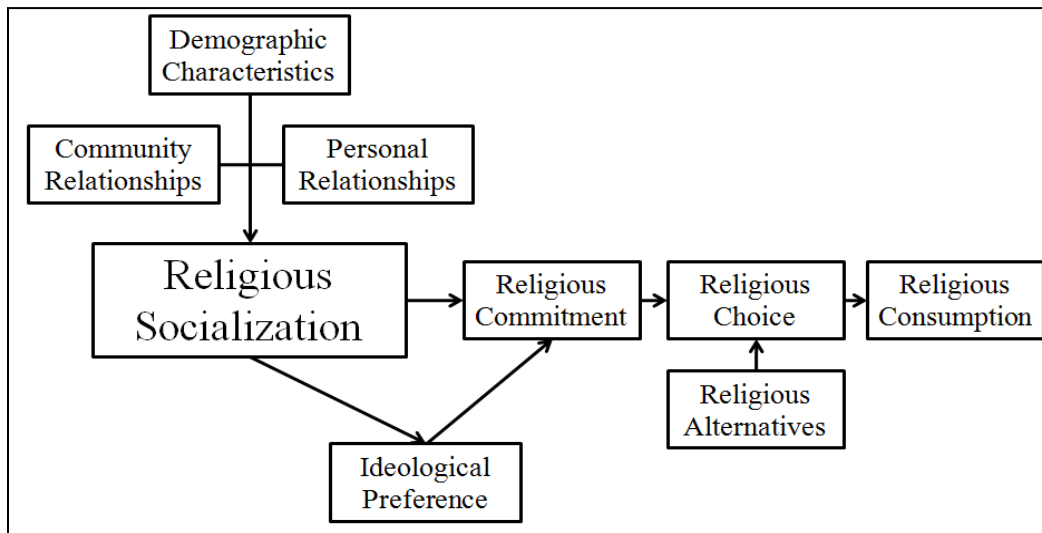 Demographic
Characteristics
Community
Relationships
Personal
Relationships
Religious
Socialization
Religious
Commitment
Religious
Choice
Religious
Consumption
Religious
Alternatives
Ideological
Preference